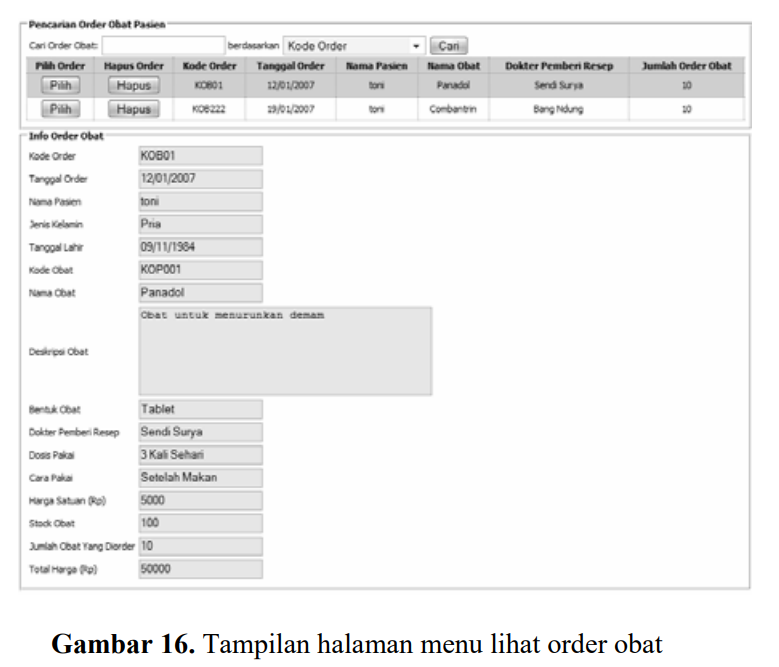 Pencarian Order Obat Pasien
Cari Order Obat: berdasarkan Kode Order Cari
Pilih Order Hapus Order Kode Order Tanggal Order Nama Pasien Nama Obat Dokter Pemberi Resep Jumlah Order Obat
Pilih Hapus KOB01 12/01/2007 toni Panadol Sendi Surya 10
Pilih Hapus KOB222 19/01/2007 toni Combantrin Bang Ndung 10
Info Order Obat
Kode Order KOB01
Tanggal Order 12/01/2007
Nama Pasien toni
Jenis Kelamin Pria
Tanggal Lahir 09/11/1984
Kode Obat KOP001
Nama Obat Panadol
Obat untuk menurunkan demam
Deskripsi Obat
Bentuk Obat Tablet
Dokter Pemberi Resep Sendi Surya
Dosis Pakai 3 Kali Sehari
Cara Pakai Setelah Makan
Harga Satuan (Rp) 5000
Stock Obat 100
Jumlah Obat Yang Diorder 10
Total Harga (Rp) 50000
Gambar 16. Tampilan halaman menu lihat order obat